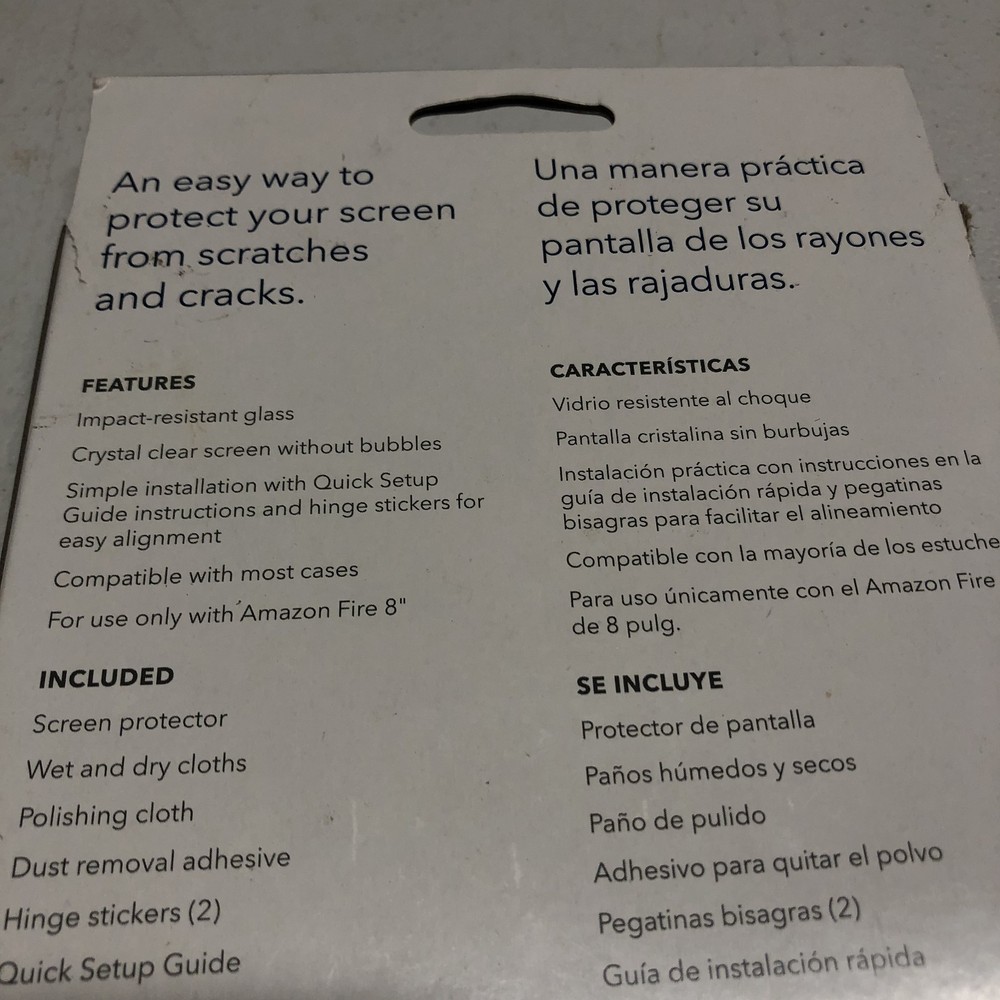 An easy way to
protect your screen
from scratches
and cracks.
FEATURES
Impact-resistant glass
Crystal clear screen without bubbles
Simple installation with Quick Setup
Guide instructions and hinge stickers for
easy alignment
Compatible with most cases
For use only with Amazon Fire 8"
INCLUDED
Screen protector
Wet and dry cloths
Polishing cloth
Dust removal adhesive
Hinge stickers (2)
Quick Setup Guide
Una manera práctica
de proteger su
pantalla de los rayones
y las rajaduras.
CARACTERÍSTICAS
Vidrio resistente al choque
Pantalla cristalina sin burbujas
Instalación práctica con instrucciones en la
guía de instalación rápida y pegatinas
bisagras para facilitar el alineamiento
Compatible con la mayoría de los estuche
Para uso únicamente con el Amazon Fire
de 8 pulg.
SE INCLUYE
Protector de pantalla
Paños húmedos y secos
Paño de pulido
Adhesivo para quitar el polvo
Pegatinas bisagras (2)
Guía de instalación rápida